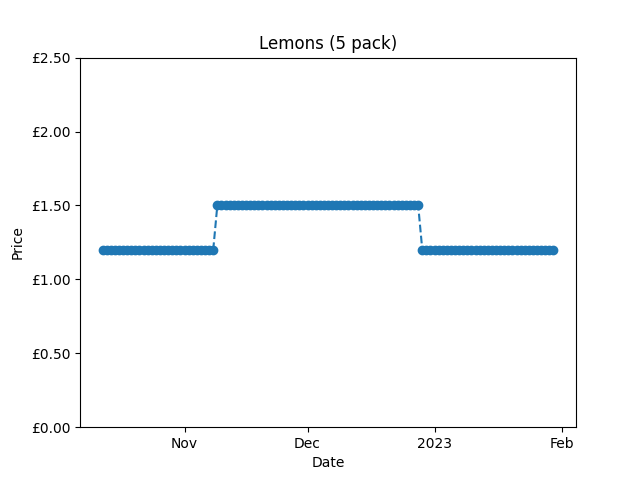 Lemons (5 pack)
£2.50
£2.00
£1.50
£1.00
£0.50
£0.00
Price
Nov
Dec
2023
Feb
Date